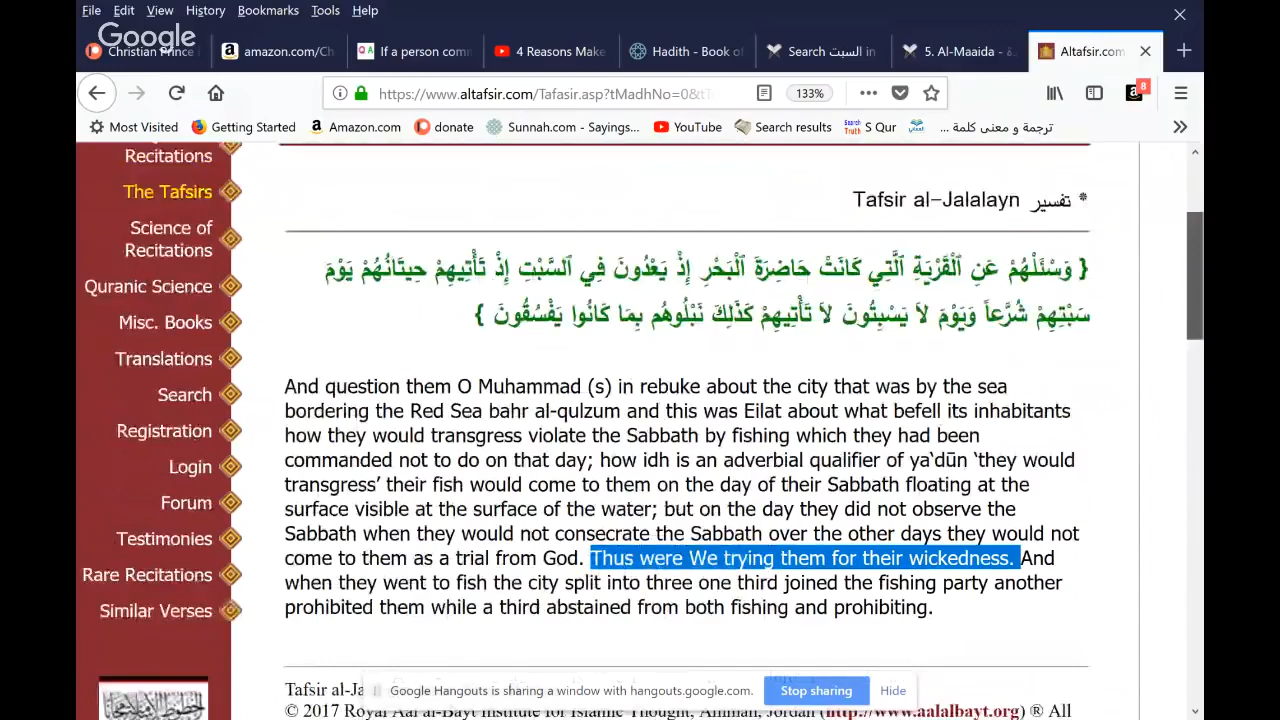 File Edit View History Bookmarks Tools Help
Google
Christian Prince
amazon.com/Ch
If a person com
4 Reasons Make
Hadith - Book of
Search السبت in
5. Al-Maaida -
Altafsir.com
https://www.altafsir.com/Tafasir.asp?tMadhNo=0&t
133%
8
Most Visited Getting Started Amazon.com donate Sunnah.com - Sayings... YouTube Search results S Qur ترجمة و معنى كلمة ...
Recitations
The Tafsirs
Science of
Recitations
Quranic Science
Misc. Books
Translations
Search
Registration
Login
Forum
Testimonies
Rare Recitations
Similar Verses
* تفسير Tafsir al-Jalalayn
{ وَسْئَلْهُمْ عَنِ ٱلْقَرْيَةِ ٱلَّتِي كَانَتْ حَاضِرَةَ ٱلْبَحْرِ إِذْ يَعْدُونَ فِي ٱلسَّبْتِ إِذْ تَأْتِيهِمْ حِيتَانُهُمْ يَوْمَ
سَبْتِهِمْ شُرَّعاً وَيَوْمَ لاَ يَسْبِتُونَ لاَ تَأْتِيهِمْ كَذَلِكَ نَبْلُوهُم بِمَا كَانُوا يَفْسُقُونَ }
And question them O Muhammad (s) in rebuke about the city that was by the sea
bordering the Red Sea bahr al-qulzum and this was Eilat about what befell its inhabitants
how they would transgress violate the Sabbath by fishing which they had been
commanded not to do on that day; how idh is an adverbial qualifier of ya‘dūn ‘they would
transgress’ their fish would come to them on the day of their Sabbath floating at the
surface visible at the surface of the water; but on the day they did not observe the
Sabbath when they would not consecrate the Sabbath over the other days they would not
come to them as a trial from God. Thus were We trying them for their wickedness. And
when they went to fish the city split into three one third joined the fishing party another
prohibited them while a third abstained from both fishing and prohibiting.
Tafsir al-Ja
Google Hangouts is sharing a window with hangouts.google.com. Stop sharing Hide
© 2017 Royal Aal al-Bayt Institute for Islamic Thought, Amman, Jordan (http://www.aalalbayt.org) ® All